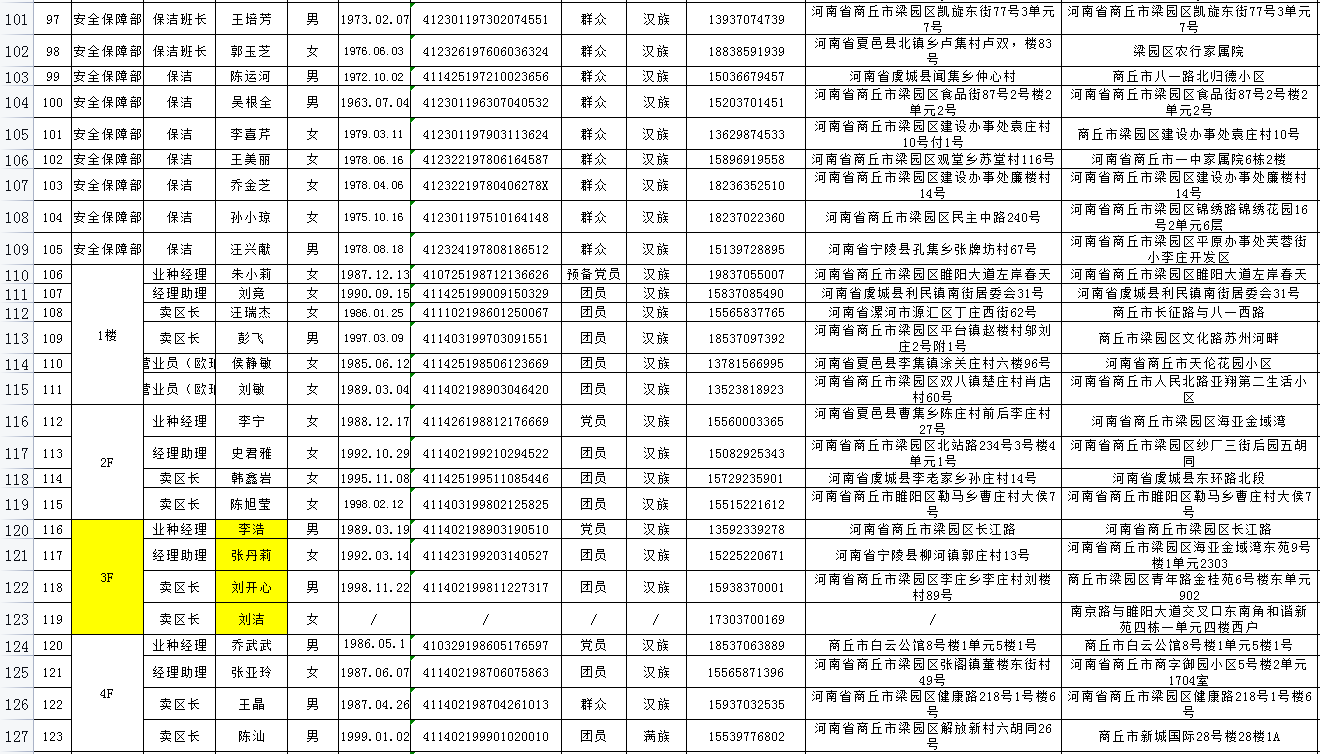 101 97 安全保障部 保洁班长 王培芳 男 1973.02.07 412301197302074551 群众 汉族 13937074739 河南省商丘市梁园区凯旋东街77号3单元7号 河南省商丘市梁园区凯旋东街77号3单元7号
102 98 安全保障部 保洁班长 郭玉芝 女 1976.06.03 412326197606036324 群众 汉族 18838591939 河南省夏邑县北镇乡卢集村卢双，楼83号 梁园区农行家属院
103 99 安全保障部 保洁 陈运河 男 1972.10.02 411425197210023656 群众 汉族 15036679457 河南省虞城县闻集乡仲心村 商丘市八一路北归德小区
104 100 安全保障部 保洁 吴根全 男 1963.07.04 412301196307040532 群众 汉族 15203701451 河南省商丘市梁园区食品街87号2号楼2单元2号 河南省商丘市梁园区食品街87号2号楼2单元2号
105 101 安全保障部 保洁 李喜芹 女 1979.03.11 412301197903113624 群众 汉族 13629874533 河南省商丘市梁园区建设办事处袁庄村10号付1号 商丘市梁园区建设办事处袁庄村10号
106 102 安全保障部 保洁 王美丽 女 1978.06.16 412322197806164587 群众 汉族 15896919558 河南省商丘市梁园区观堂乡苏堂村116号 河南省商丘市一中家属院6栋2楼
107 103 安全保障部 保洁 乔金芝 女 1978.04.06 41232219780406278X 群众 汉族 18236352510 河南省商丘市梁园区建设办事处廉楼村14号 河南省商丘市梁园区建设办事处廉楼村14号
108 104 安全保障部 保洁 孙小琼 女 1975.10.16 412301197510164148 群众 汉族 18237022360 河南省商丘市梁园区民主中路240号 河南省商丘市梁园区锦绣路锦绣花园16号2单元6层
109 105 安全保障部 保洁 汪兴献 男 1978.08.18 412324197808186512 群众 汉族 15139728895 河南省宁陵县孔集乡张牌坊村67号 河南省商丘市梁园区平原办事处芙蓉街小李庄开发区
110 106 1楼 业种经理 朱小莉 女 1987.12.13 410725198712136626 预备党员 汉族 19837055007 河南省商丘市梁园区睢阳大道左岸春天 河南省商丘市梁园区睢阳大道左岸春天
111 107 经理助理 刘竞 女 1990.09.15 411425199009150329 团员 汉族 15837085490 河南省虞城县利民镇南街居委会31号 河南省虞城县利民镇南街居委会31号
112 108 卖区长 汪瑞杰 女 1986.01.25 411102198601250067 团员 汉族 15565837765 河南省漯河市源汇区丁庄西街62号 商丘市长征路与八一西路
113 109 卖区长 彭飞 男 1997.03.09 411403199703091551 团员 汉族 18537097392 河南省商丘市梁园区平台镇赵楼村邬刘庄2号附1号 商丘市梁园区文化路苏州河畔
114 110 营业员（欧珀 侯静敏 女 1985.06.12 411425198506123669 团员 汉族 13781566995 河南省夏邑县李集镇涂关庄村六楼96号 河南省商丘市天伦花园小区
115 111 营业员（欧珀 刘敏 女 1989.03.04 411402198903046420 团员 汉族 13523818923 河南省商丘市梁园区双八镇楚庄村肖店村60号 河南省商丘市人民北路亚翔第二生活小区
116 112 2F 业种经理 李宁 女 1988.12.17 411426198812176669 党员 汉族 15560003365 河南省夏邑县曹集乡陈庄村前后李庄村27号 河南省商丘市梁园区海亚金域湾
117 113 经理助理 史君雅 女 1992.10.29 411402199210294522 团员 汉族 15082925343 河南省商丘市梁园区北站路234号3号楼4单元1号 河南省商丘市梁园区纱厂三街后园五胡同
118 114 卖区长 韩鑫岩 女 1995.11.08 411425199511085446 团员 汉族 15729235901 河南省虞城县李老家乡孙庄村14号 河南省虞城县东环路北段
119 115 卖区长 陈旭莹 女 1998.02.12 411403199802125825 团员 汉族 15515221612 河南省商丘市睢阳区勒马乡曹庄村大侯7号 河南省商丘市睢阳区勒马乡曹庄村大侯7号
120 116 3F 业种经理 李浩 男 1989.03.19 411402198903190510 党员 汉族 13592339278 河南省商丘市梁园区长江路 河南省商丘市梁园区长江路
121 117 经理助理 张丹莉 女 1992.03.14 411423199203140527 团员 汉族 15225220671 河南省宁陵县柳河镇郭庄村13号 河南省商丘市梁园区海亚金域湾东苑9号楼1单元2303
122 118 卖区长 刘开心 男 1998.11.22 411402199811227317 团员 汉族 15938370001 河南省商丘市梁园区李庄乡李庄村刘楼村89号 商丘市梁园区青年路金桂苑6号楼东单元902
123 119 卖区长 刘洁 女 / / / / 17303700169 / 南京路与睢阳大道交叉口东南角和谐新苑四栋一单元四楼西户
124 120 4F 业种经理 乔武武 男 1986.05.1 410329198605176597 党员 汉族 18537063889 商丘市白云公馆8号楼1单元5楼1号 商丘市白云公馆8号楼1单元5楼1号
125 121 经理助理 张亚玲 女 1987.06.07 411402198706075863 团员 汉族 15565871396 河南省商丘市梁园区张阁镇董楼东街村49号 河南省商丘市商字御园小区5号楼2单元1704室
126 122 卖区长 王晶 女 1987.04.26 411402198704261013 群众 汉族 15937032535 河南省商丘市梁园区健康路218号1号楼6号 河南省商丘市梁园区健康路218号1号楼6号
127 123 卖区长 陈汕 男 1999.01.02 411402199901020010 团员 满族 15539776802 河南省商丘市梁园区解放新村六胡同26号 商丘市新城国际28号28楼1A